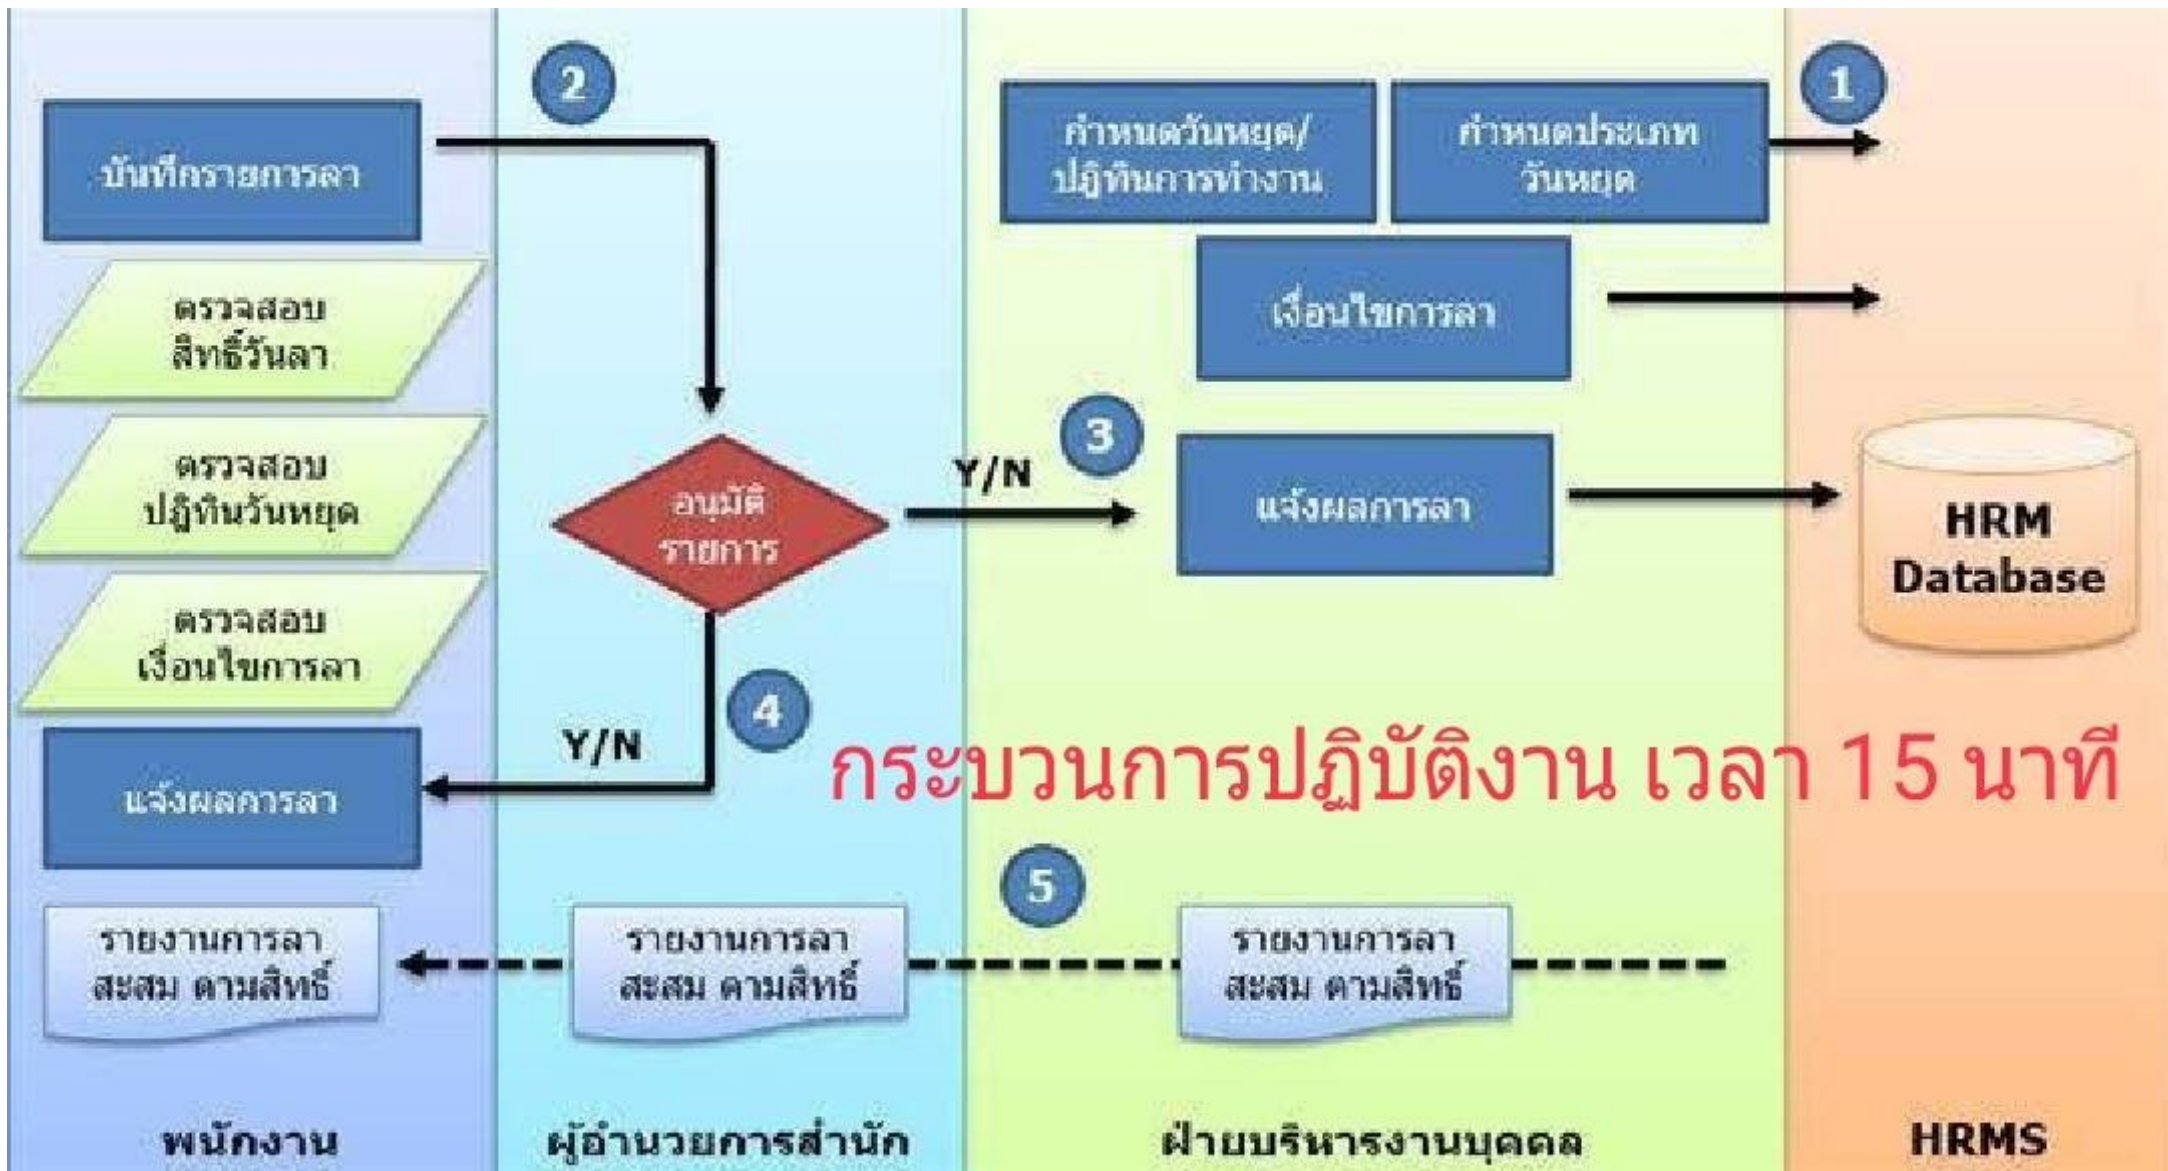 2
1
บันทึกรายการลา
กำหนดวันหยุด/
ปฏิทินการทำงาน
กำหนดประเภท
วันหยุด
ตรวจสอบ
สิทธิ์วันลา
เงื่อนไขการลา
ตรวจสอบ
ปฏิทินวันหยุด
อนุมัติ
รายการ
Y/N
3
แจ้งผลการลา
HRM
Database
ตรวจสอบ
เงื่อนไขการลา
4
Y/N
แจ้งผลการลา
กระบวนการปฏิบัติงาน เวลา 15 นาที
5
รายงานการลา
สะสม ตามสิทธิ์
รายงานการลา
สะสม ตามสิทธิ์
รายงานการลา
สะสม ตามสิทธิ์
พนักงาน
ผู้อำนวยการสำนัก
ฝ่ายบริหารงานบุคคล
HRMS